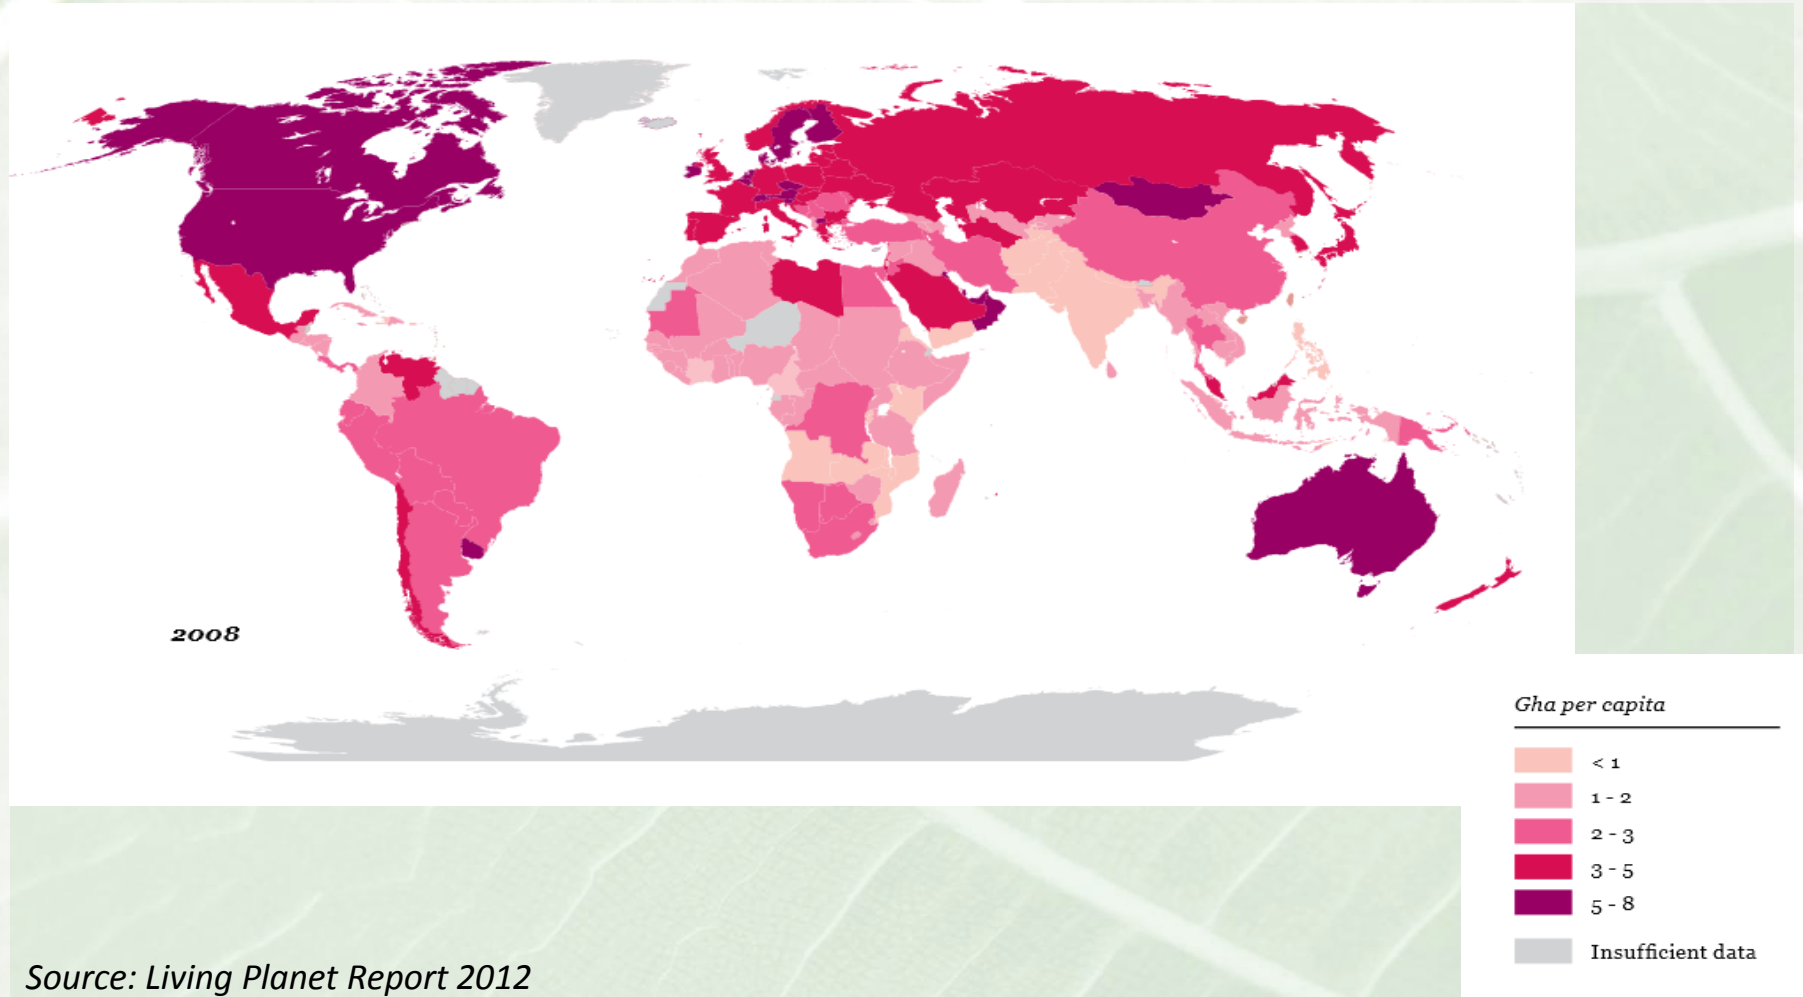 2008
Gha per capita
< 1
1 - 2
2 - 3
3 - 5
5 - 8
Insufficient data
Source: Living Planet Report 2012